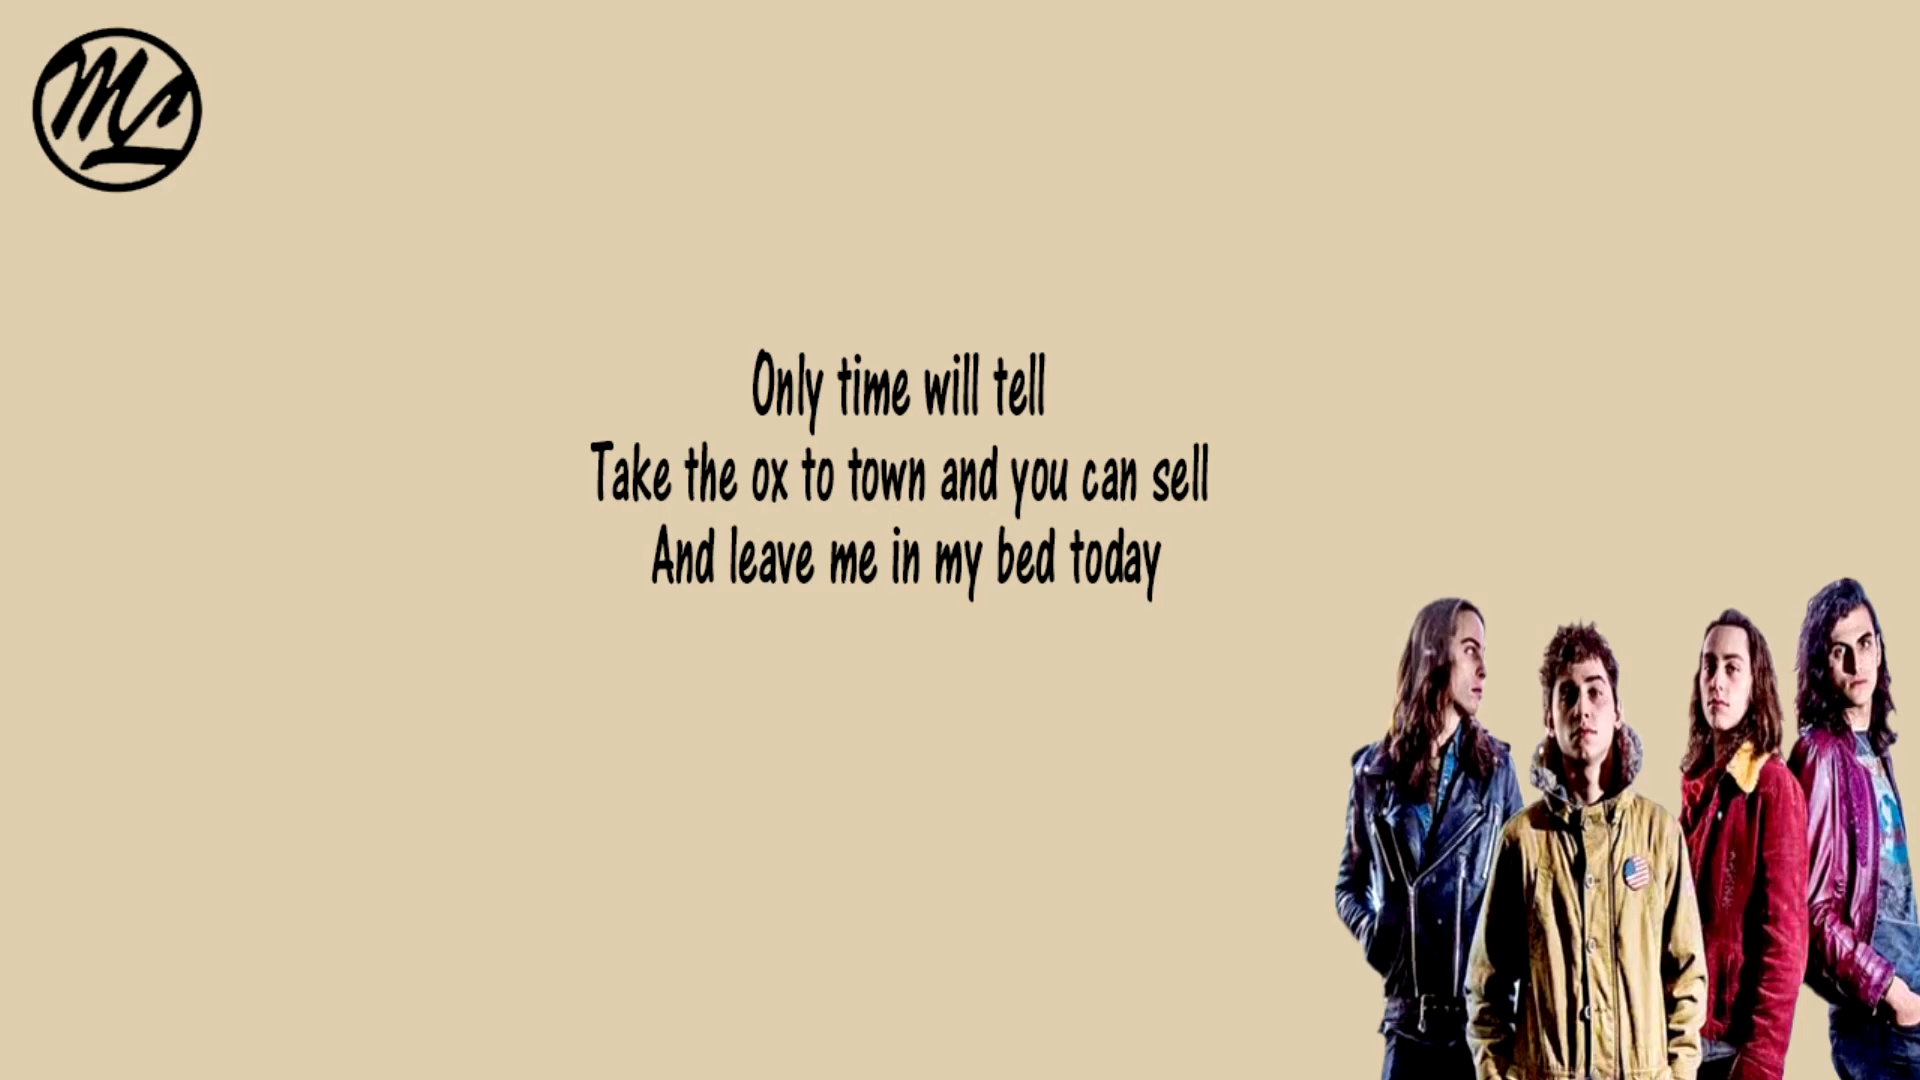 Only time will tell
Take the ox to town and you can sell
And leave me in my bed today